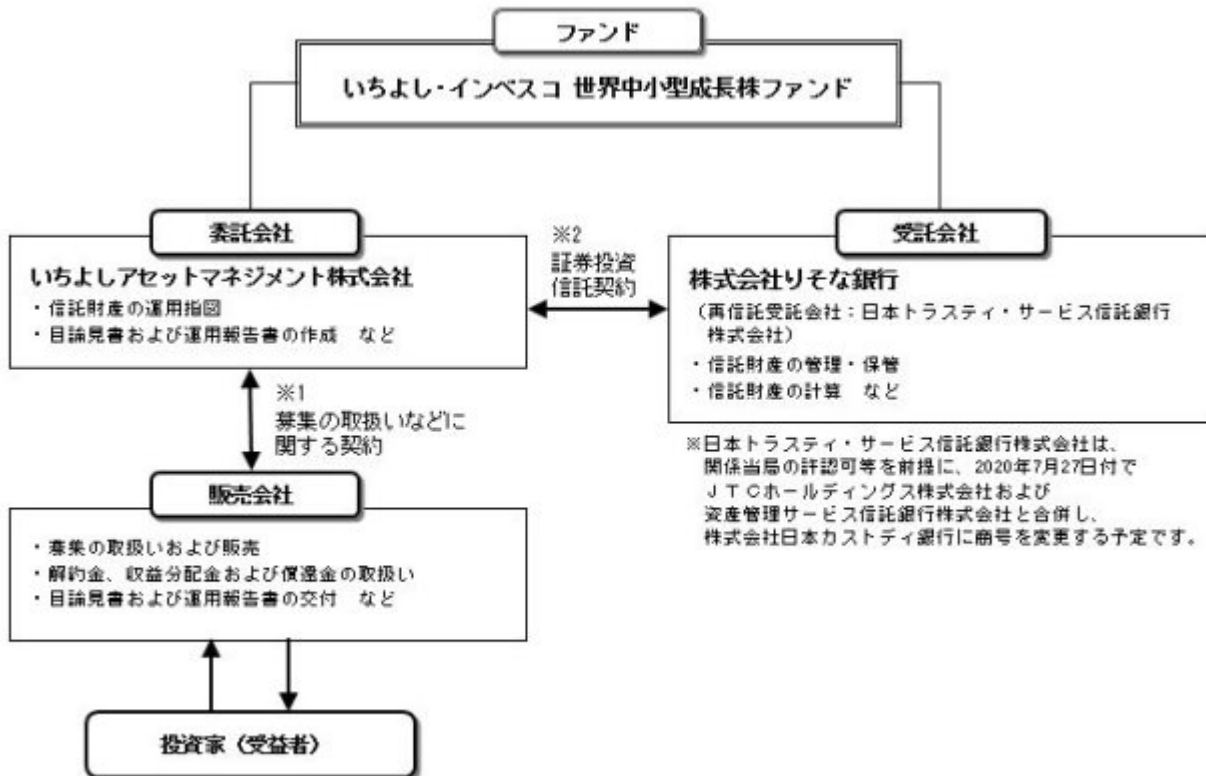 ファンド
いちよし・インベスコ 世界中小型成長株ファンド
委託会社
いちよしアセットマネジメント株式会社
・信託財産の運用指図
・目論見書および運用報告書の作成 など
※2
証券投資
信託契約
受託会社
株式会社りそな銀行
(再信託受託会社:日本トラスティ・サービス信託銀行
株式会社)
・信託財産の管理・保管
・信託財産の計算 など
※1
募集の取扱いなどに
関する契約
※日本トラスティ・サービス信託銀行株式会社は、
関係当局の許認可等を前提に、2020年7月27日付で
JTCホールディングス株式会社および
資産管理サービス信託銀行株式会社と合併し、
株式会社日本カストディ銀行に商号を変更する予定です。
販売会社
・募集の取扱いおよび販売
・解約金、収益分配金および償還金の取扱い
・目論見書および運用報告書の交付 など
投資家(受益者)